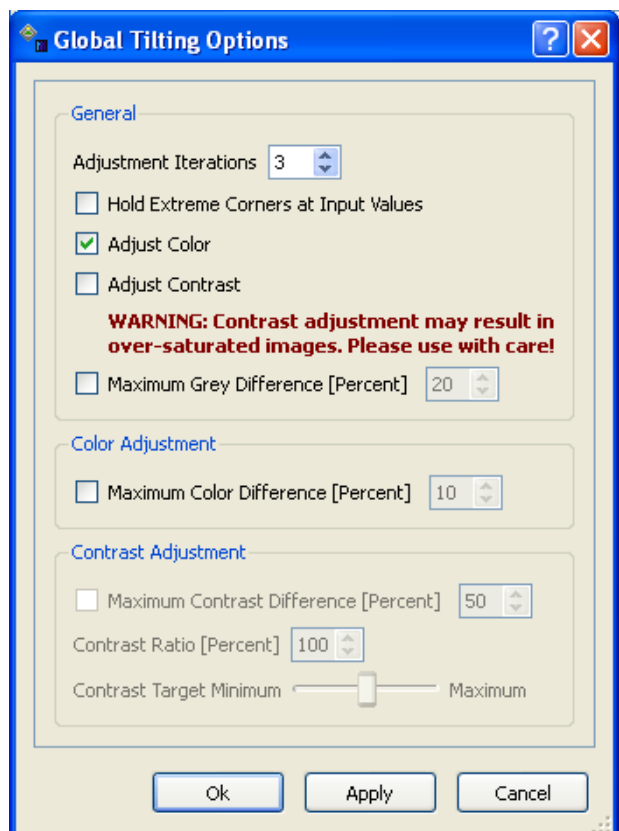 Global Tilting Options
General
Adjustment Iterations 3
Hold Extreme Corners at Input Values
Adjust Color
Adjust Contrast
WARNING: Contrast adjustment may result in
over-saturated images. Please use with care!
Maximum Grey Difference [Percent] 20
Color Adjustment
Maximum Color Difference [Percent] 10
Contrast Adjustment
Maximum Contrast Difference [Percent] 50
Contrast Ratio [Percent] 100
Contrast Target Minimum Maximum
Ok Apply Cancel